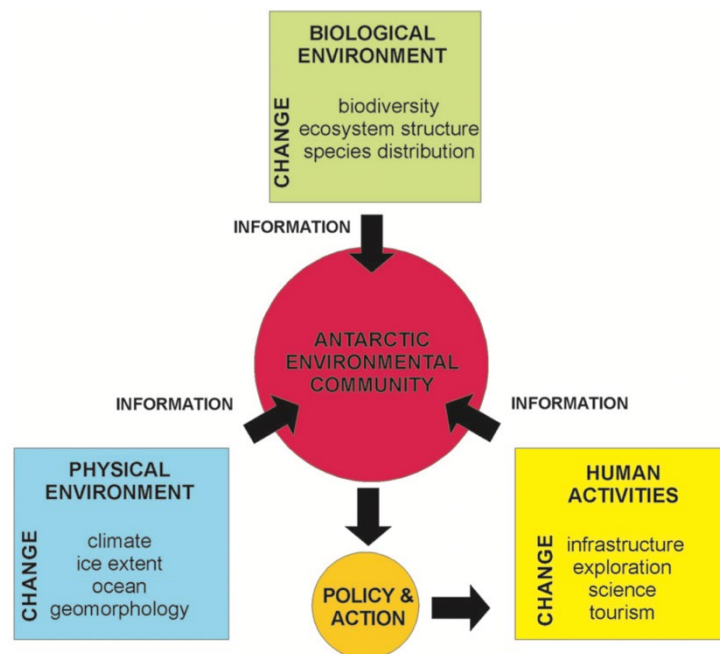 BIOLOGICAL
ENVIRONMENT
CHANGE
biodiversity
ecosystem structure
species distribution
INFORMATION
ANTARCTIC
ENVIRONMENTAL
COMMUNITY
INFORMATION
INFORMATION
PHYSICAL
ENVIRONMENT
CHANGE
climate
ice extent
ocean
geomorphology
POLICY &
ACTION
HUMAN
ACTIVITIES
CHANGE
infrastructure
exploration
science
tourism